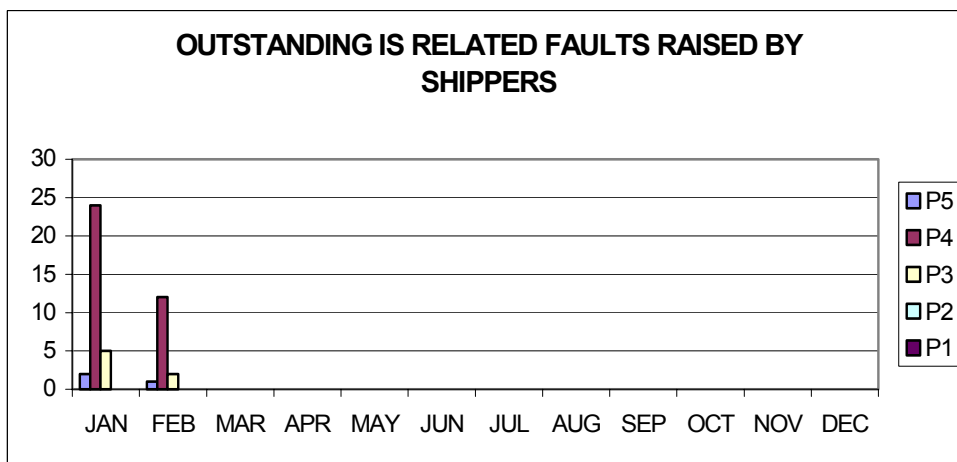 OUTSTANDING IS RELATED FAULTS RAISED BY
SHIPPERS
30
25
20
15
10
5
0
JAN FEB MAR APR MAY JUN JUL AUG SEP OCT NOV DEC
P5
P4
P3
P2
P1